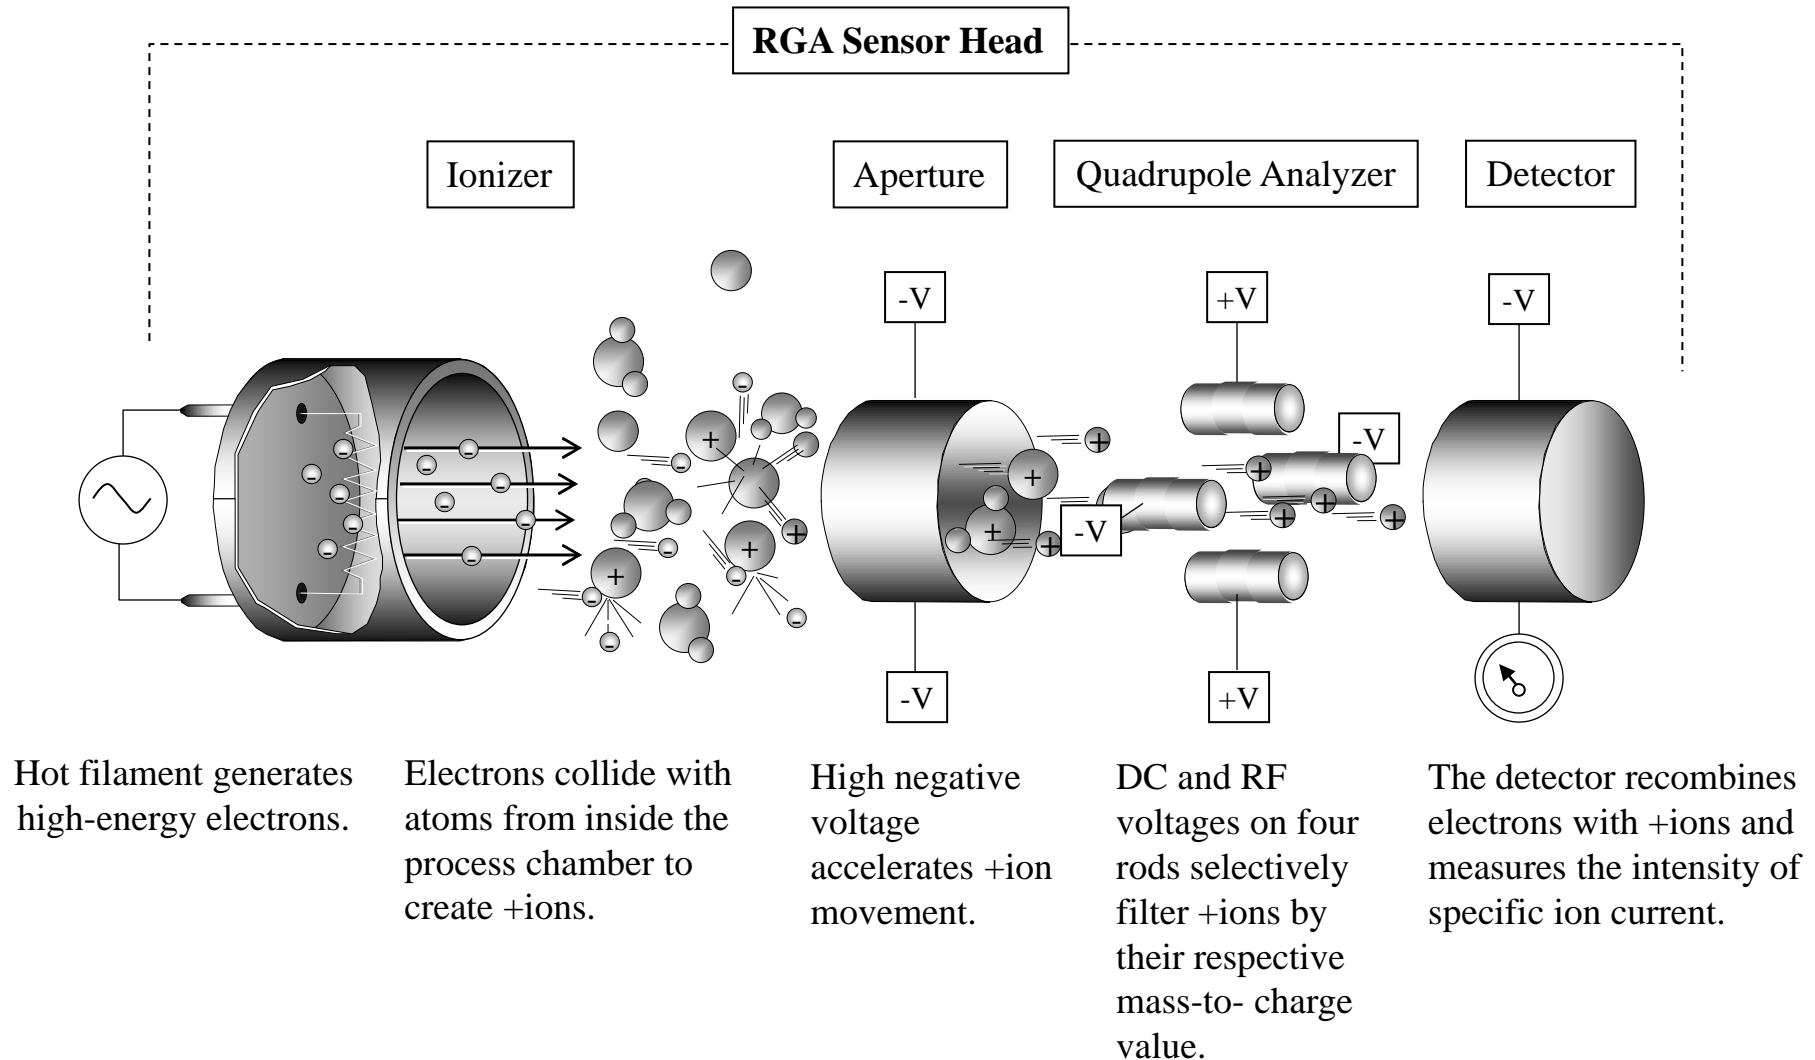 RGA Sensor Head
Ionizer
Aperture
Quadrupole Analyzer
Detector
-V
+V
-V
-V
-V
-V
+V
Hot filament generates
high-energy electrons.
Electrons collide with
atoms from inside the
process chamber to
create +ions.
High negative
voltage
accelerates +ion
movement.
DC and RF
voltages on four
rods selectively
filter +ions by
their respective
mass-to- charge
value.
The detector recombines
electrons with +ions and
measures the intensity of
specific ion current.